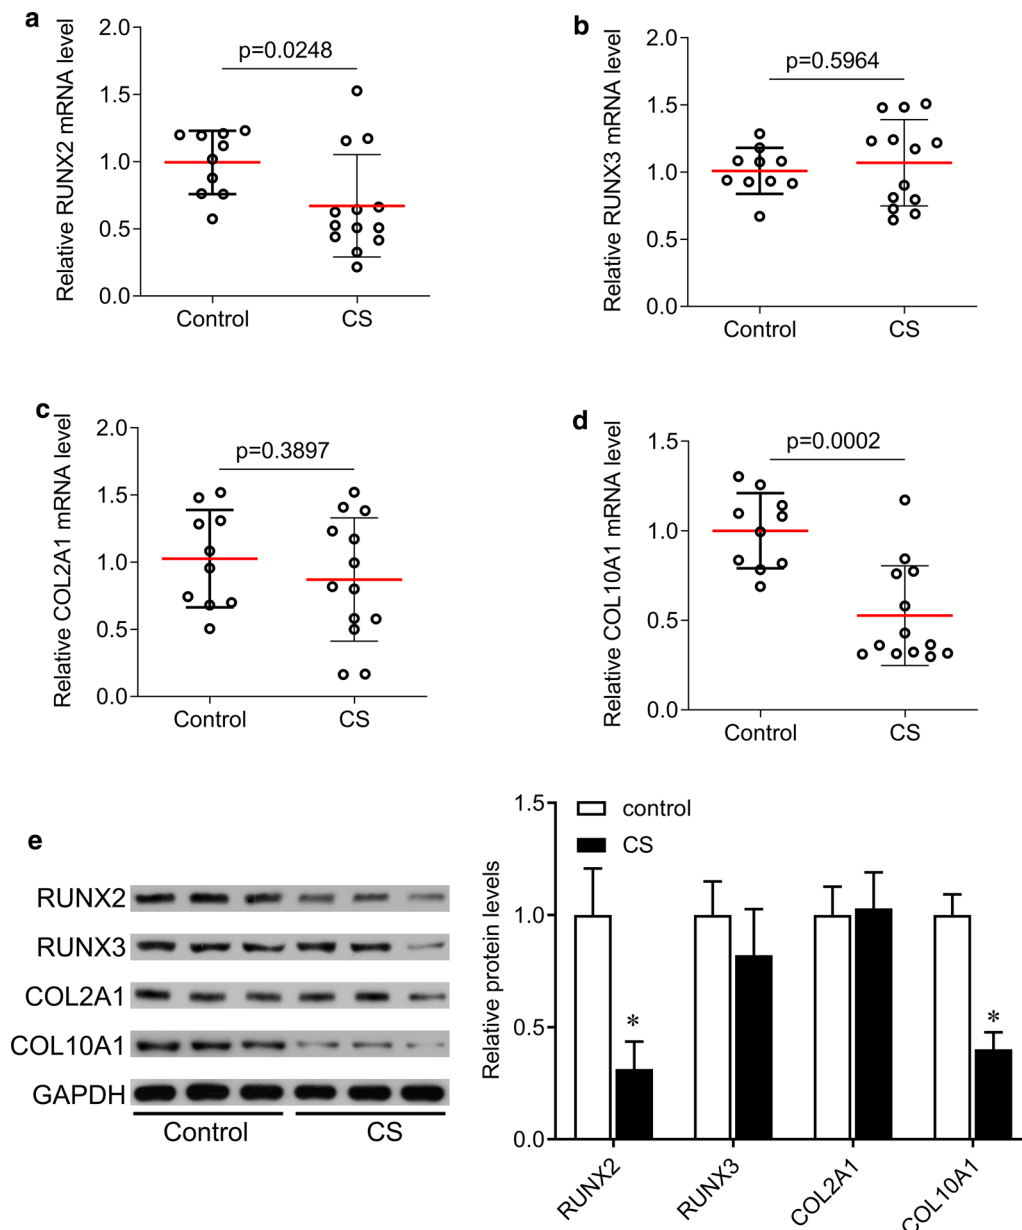 a
Relative RUNX2 mRNA level
2.0
1.5
1.0
0.5
0.0
p=0.0248
Control CS
b
Relative RUNX3 mRNA level
2.0
1.5
1.0
0.5
0.0
p=0.5964
Control CS
c
Relative COL2A1 mRNA level
2.0
1.5
1.0
0.5
0.0
p=0.3897
Control CS
d
Relative COL10A1 mRNA level
1.5
1.0
0.5
0.0
p=0.0002
Control CS
e
RUNX2
RUNX3
COL2A1
COL10A1
GAPDH
Control CS
Relative protein levels
1.5
1.0
0.5
0.0
control
CS
*
*
RUNX2 RUNX3 COL2A1 COL10A1